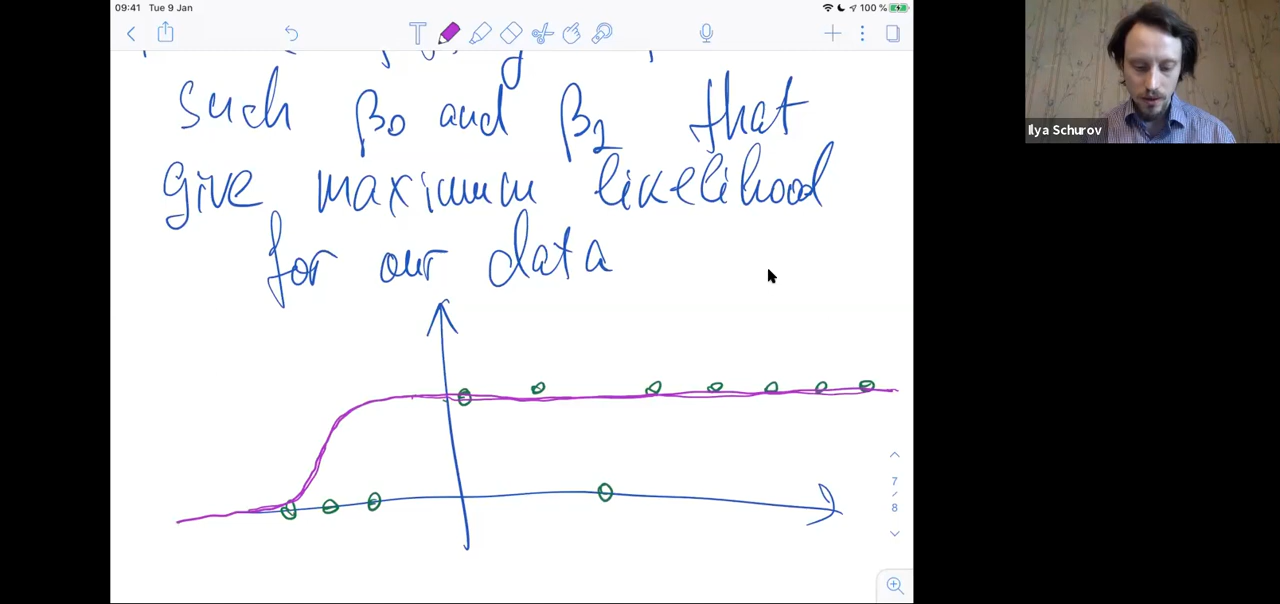 09:41 Tue 9 Jan
100 %
Ilya Schurov
such β0 and β2 that
give maximum likelihood
for our data
7
/
8